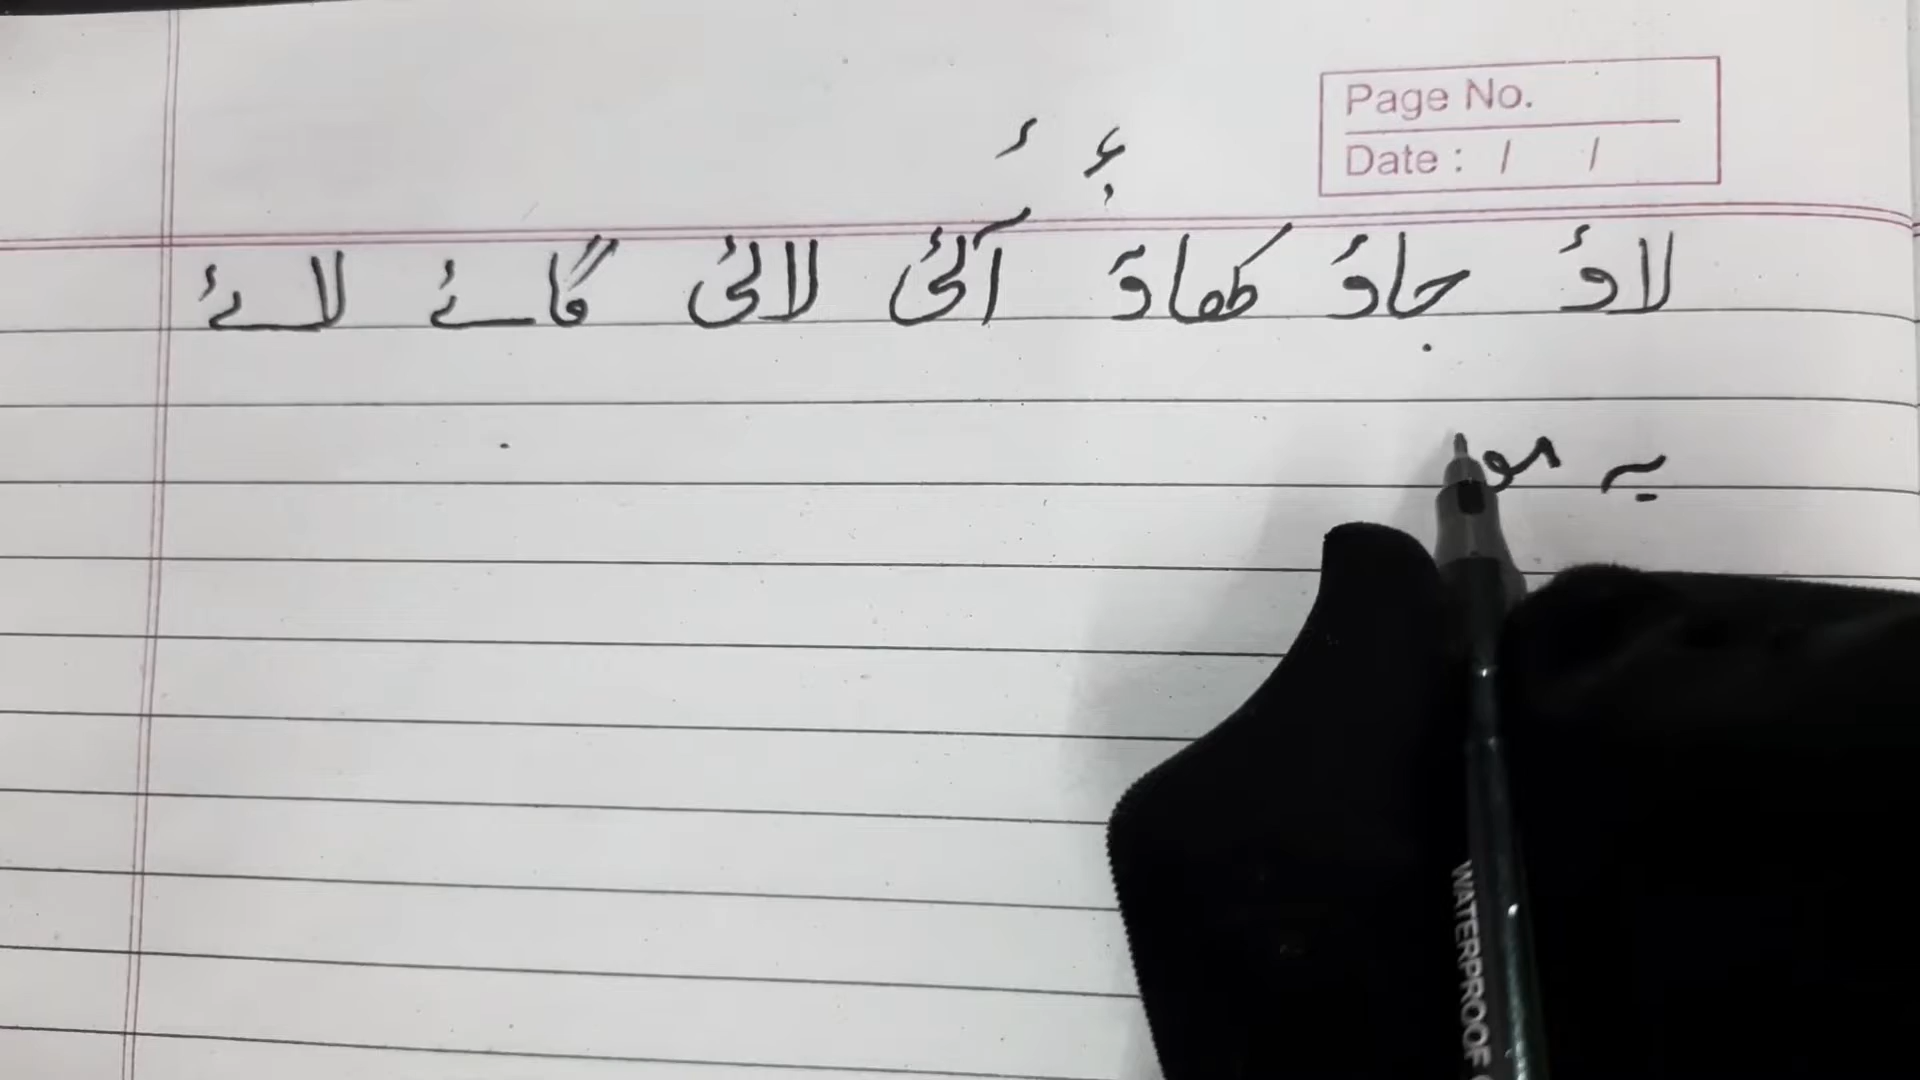 Page No.
Date : / /
ء
لاؤ جاؤ کھاؤ آئی لائی گائے لائے
یہ
WATERPROOF